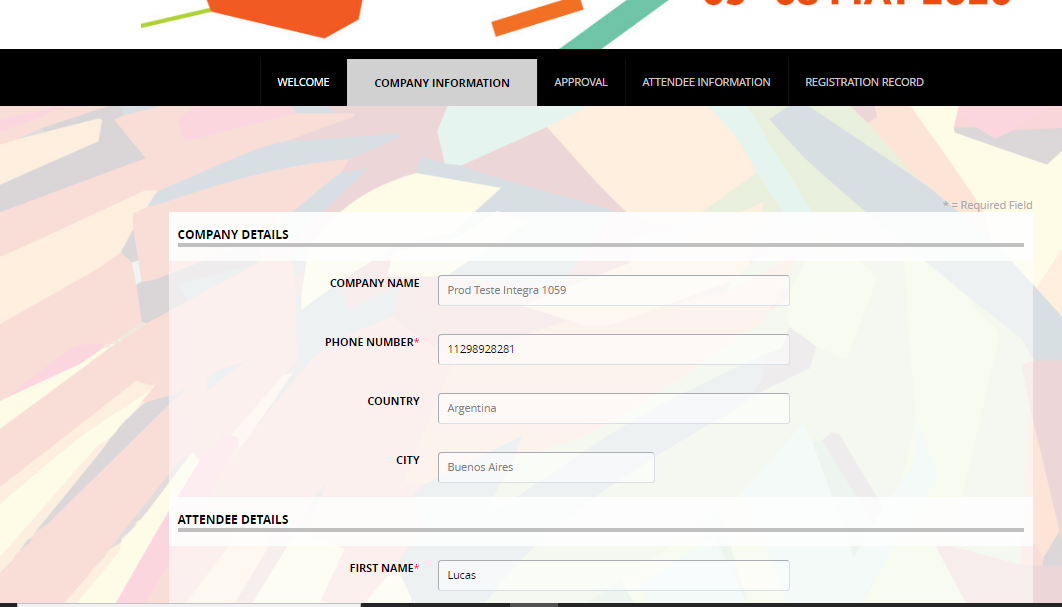 WELCOME
COMPANY INFORMATION
APPROVAL
ATTENDEE INFORMATION
REGISTRATION RECORD
* = Required Field
COMPANY DETAILS
COMPANY NAME
Prod Teste Integra 1059
PHONE NUMBER*
11298928281
COUNTRY
Argentina
CITY
Buenos Aires
ATTENDEE DETAILS
FIRST NAME*
Lucas